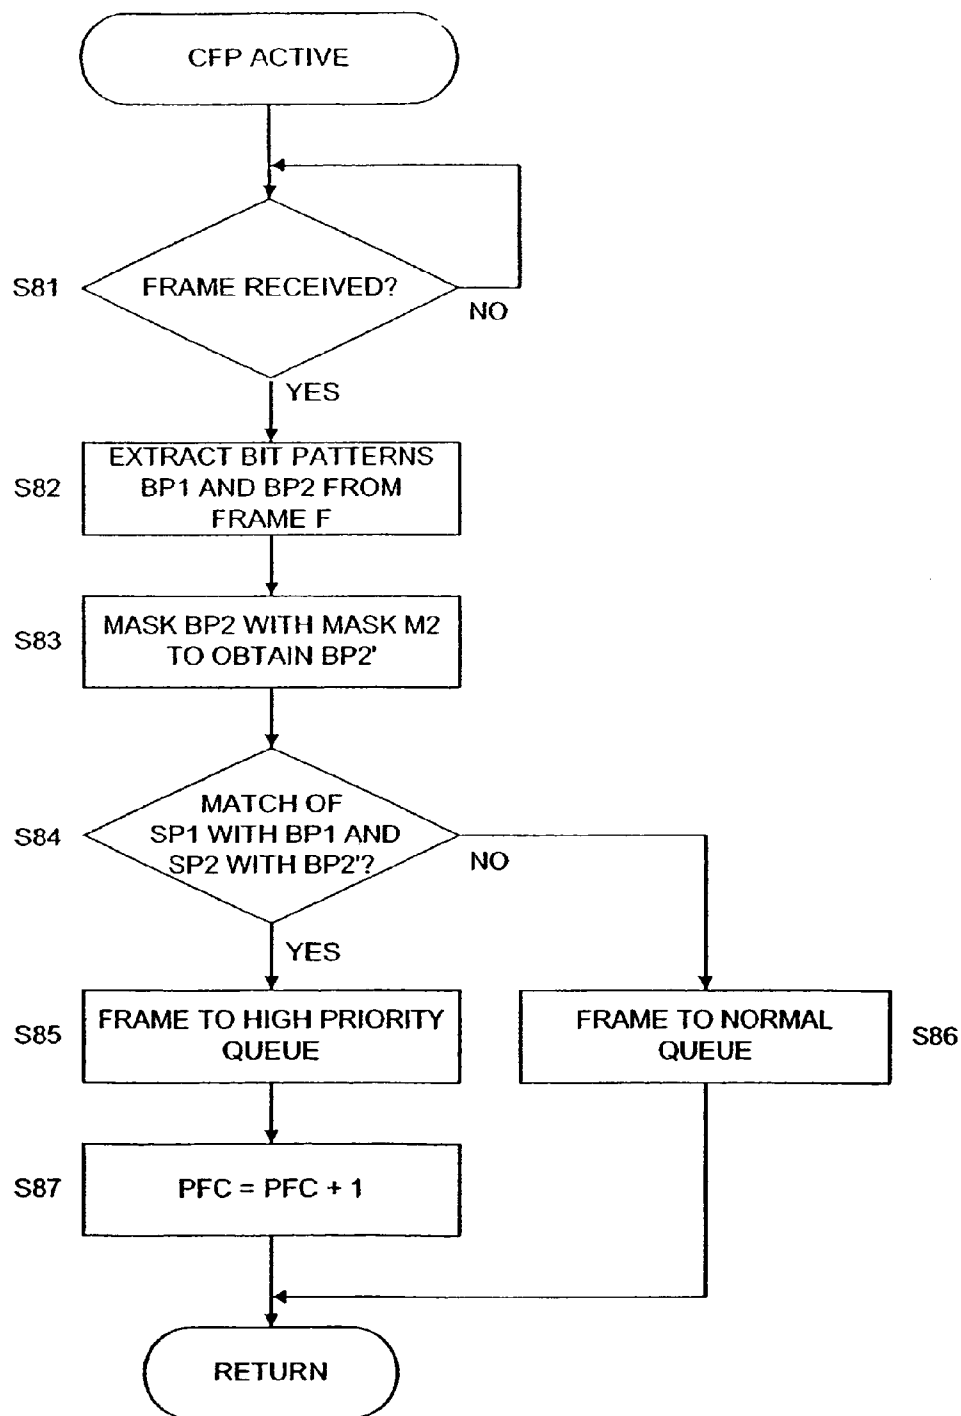 CFP ACTIVE
S81
FRAME RECEIVED?
NO
YES
S82
EXTRACT BIT PATTERNS
BP1 AND BP2 FROM
FRAME F
S83
MASK BP2 WITH MASK M2
TO OBTAIN BP2'
S84
MATCH OF
SP1 WITH BP1 AND
SP2 WITH BP2'?
NO
YES
S85
FRAME TO HIGH PRIORITY
QUEUE
FRAME TO NORMAL
QUEUE
S86
S87
PFC = PFC + 1
RETURN